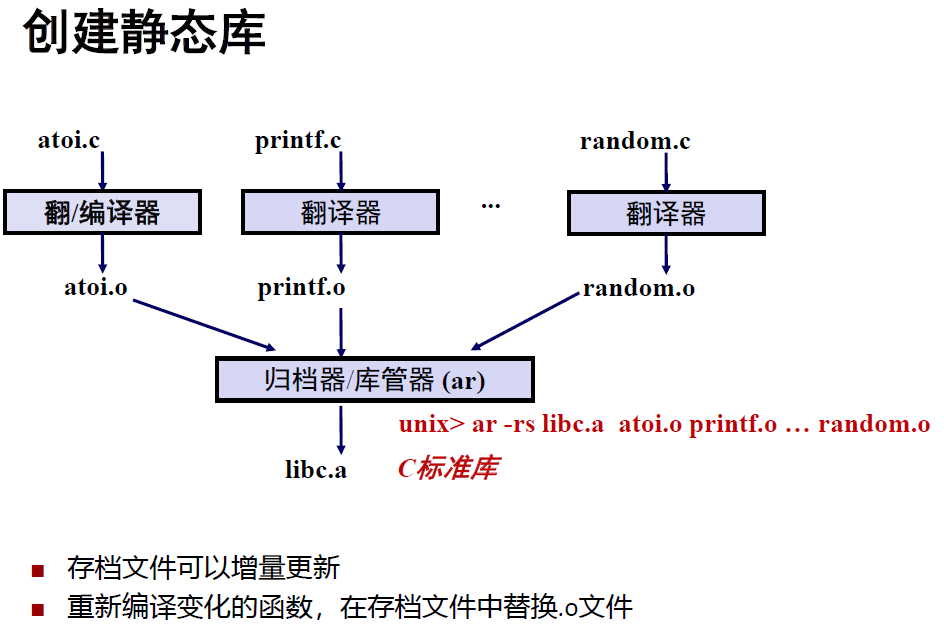 创建静态库
atoi.c printf.c random.c
翻/编译器 翻译器 ... 翻译器
atoi.o printf.o random.o
归档器/库管器 (ar)
unix> ar -rs libc.a atoi.o printf.o … random.o
libc.a C标准库
存档文件可以增量更新
重新编译变化的函数，在存档文件中替换.o文件